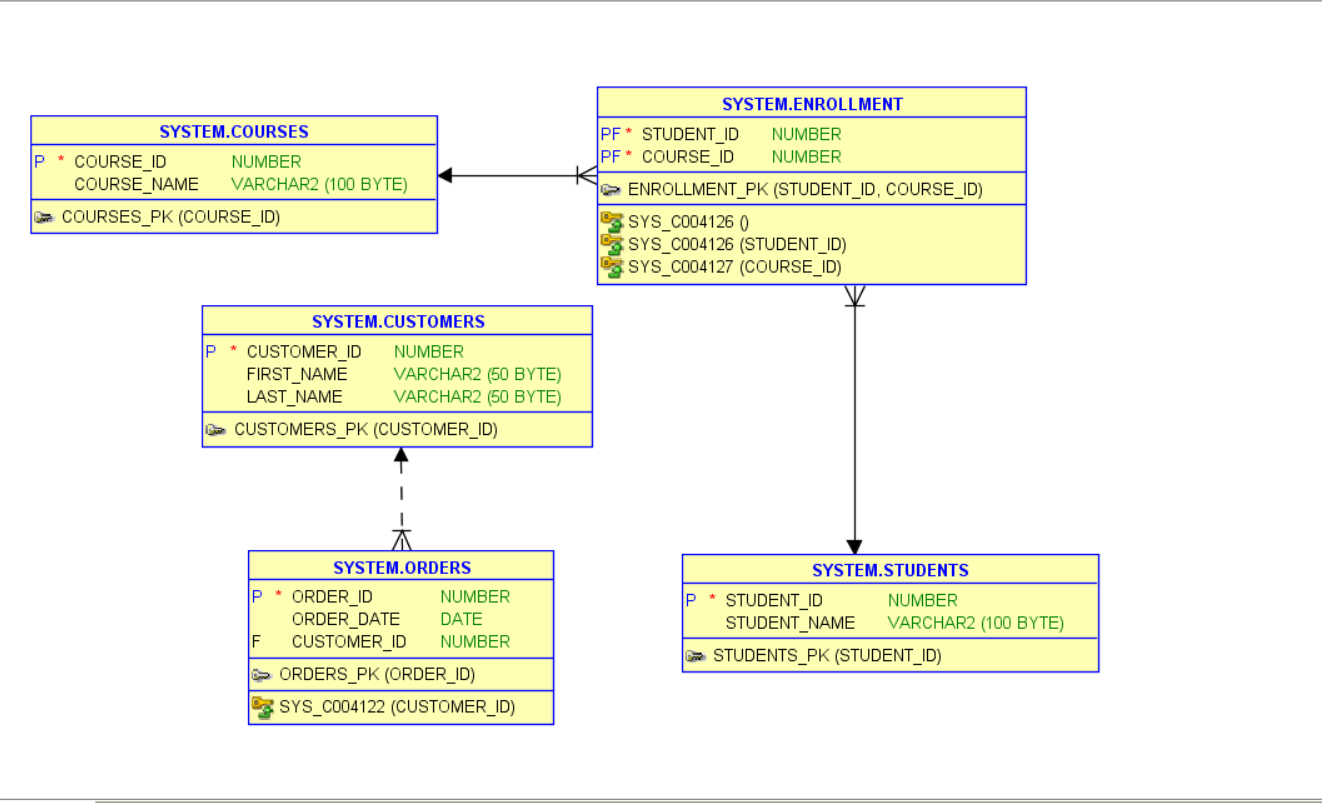 SYSTEM.COURSES
P * COURSE_ID NUMBER
COURSE_NAME VARCHAR2 (100 BYTE)
COURSES_PK (COURSE_ID)
SYSTEM.ENROLLMENT
PF * STUDENT_ID NUMBER
PF * COURSE_ID NUMBER
ENROLLMENT_PK (STUDENT_ID, COURSE_ID)
SYS_C004126 ()
SYS_C004126 (STUDENT_ID)
SYS_C004127 (COURSE_ID)
SYSTEM.CUSTOMERS
P * CUSTOMER_ID NUMBER
FIRST_NAME VARCHAR2 (50 BYTE)
LAST_NAME VARCHAR2 (50 BYTE)
CUSTOMERS_PK (CUSTOMER_ID)
SYSTEM.ORDERS
P * ORDER_ID NUMBER
ORDER_DATE DATE
F CUSTOMER_ID NUMBER
ORDERS_PK (ORDER_ID)
SYS_C004122 (CUSTOMER_ID)
SYSTEM.STUDENTS
P * STUDENT_ID NUMBER
STUDENT_NAME VARCHAR2 (100 BYTE)
STUDENTS_PK (STUDENT_ID)